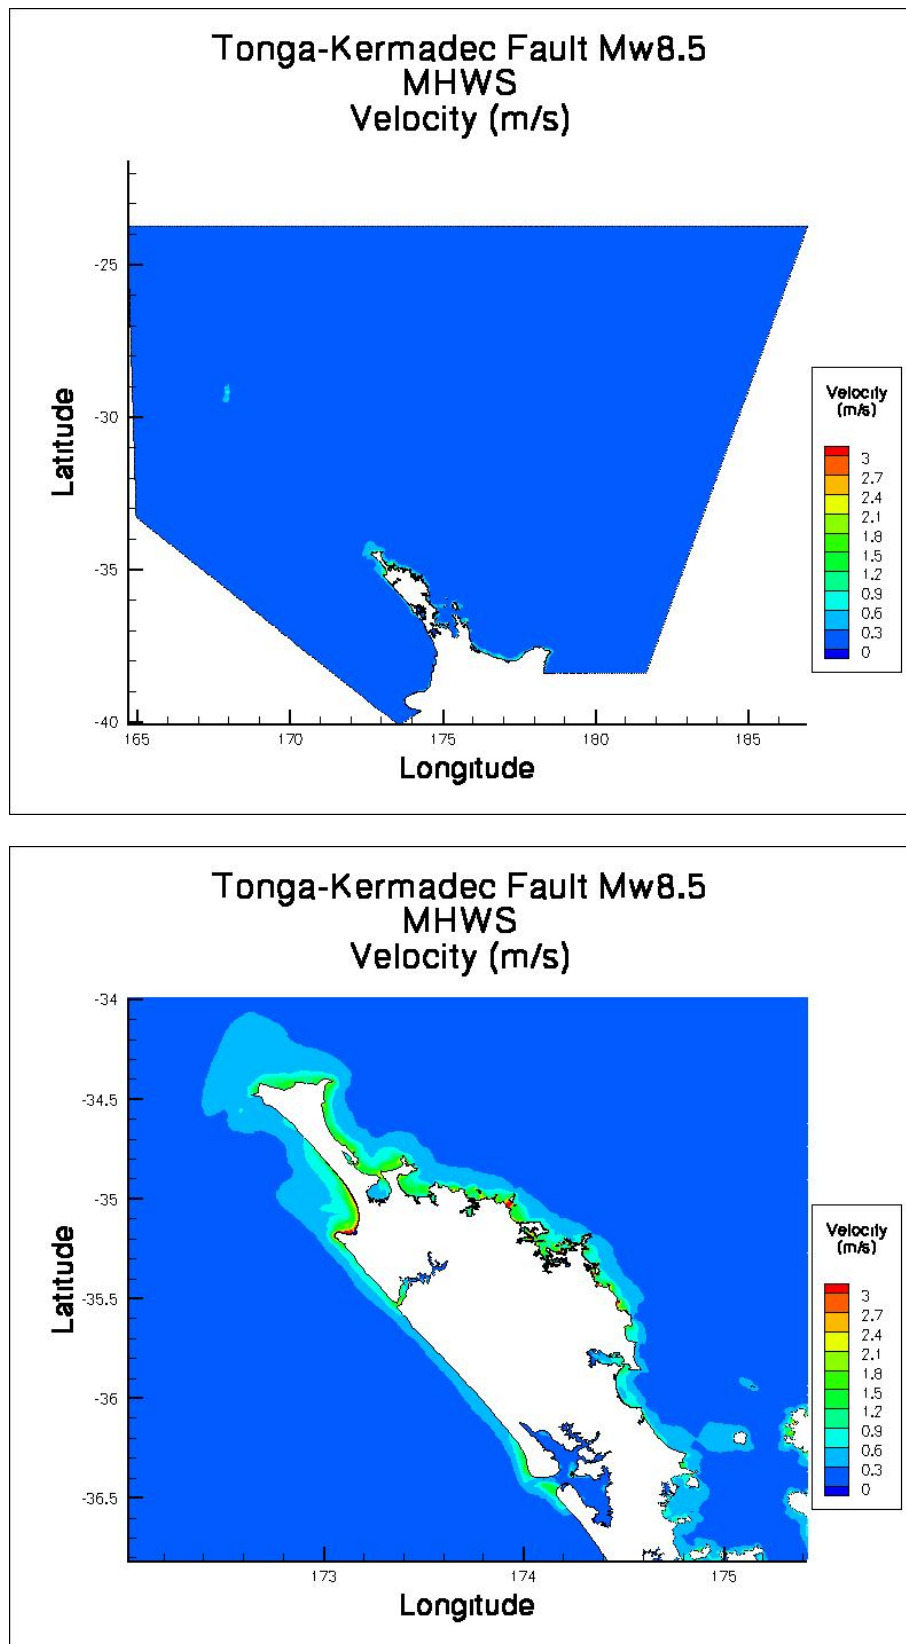 Tonga-Kermadec Fault Mw8.5
MHWS
Velocity (m/s)
-25
-30
-35
-40
Latitude
165
170
175
180
185
Longitude
Velocity
(m/s)
3
2.7
2.4
2.1
1.8
1.5
1.2
0.9
0.6
0.3
0
Tonga-Kermadec Fault Mw8.5
MHWS
Velocity (m/s)
-34
-34.5
-35
-35.5
-36
-36.5
Latitude
173
174
175
Longitude
Velocity
(m/s)
3
2.7
2.4
2.1
1.8
1.5
1.2
0.9
0.6
0.3
0